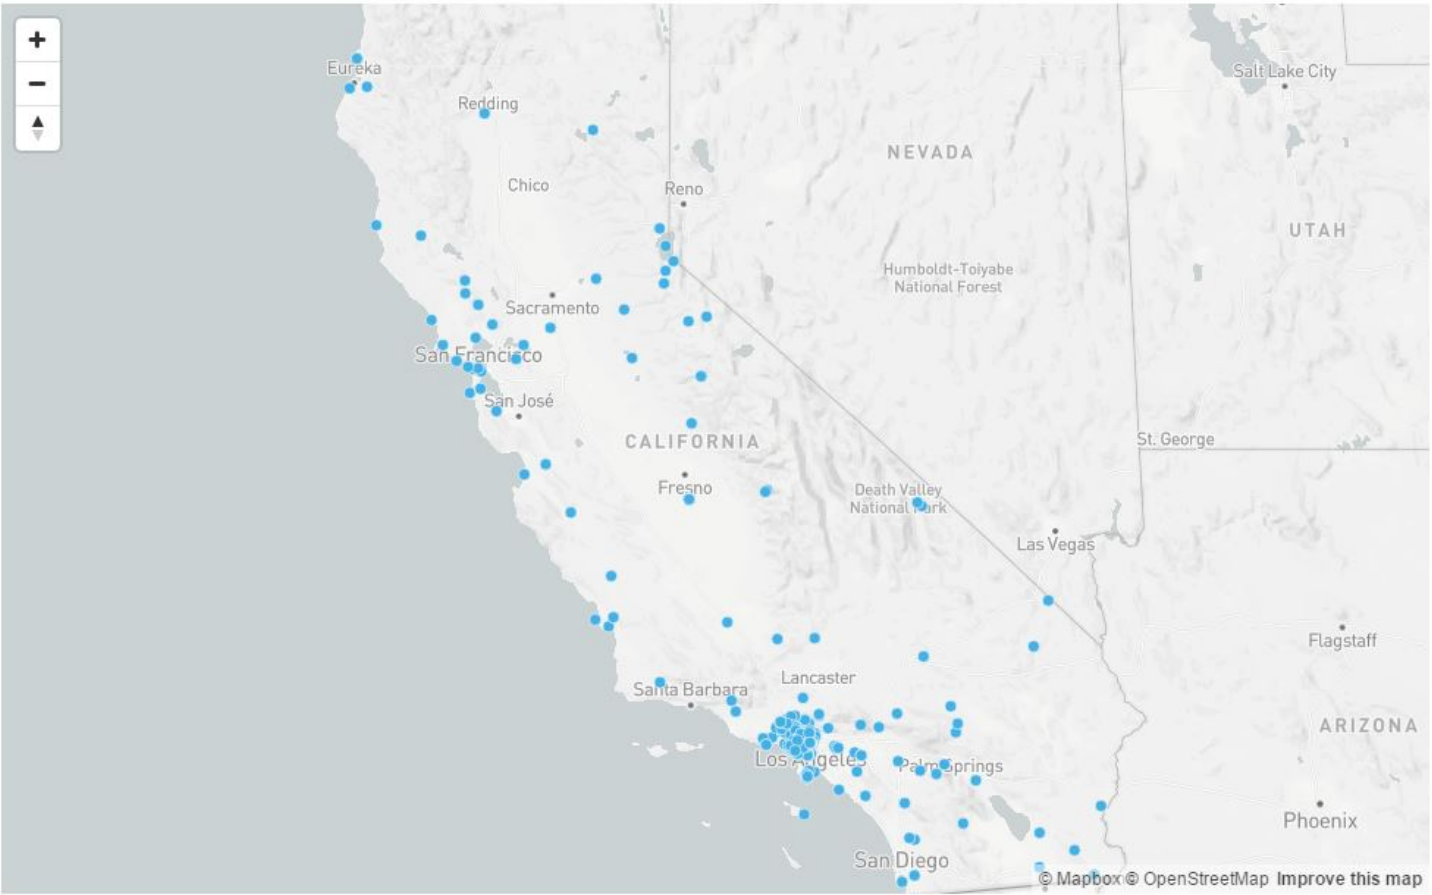 +
Eureka
Redding
Salt Lake City
−
NEVADA
Chico
Reno
UTAH
Humboldt-Toiyabe
National Forest
Sacramento
San Francisco
San José
CALIFORNIA
St. George
Fresno
Death Valley
National Park
Las Vegas
Flagstaff
Lancaster
Santa Barbara
ARIZONA
Los Angeles
Palm Springs
Phoenix
San Diego
© Mapbox © OpenStreetMap Improve this map